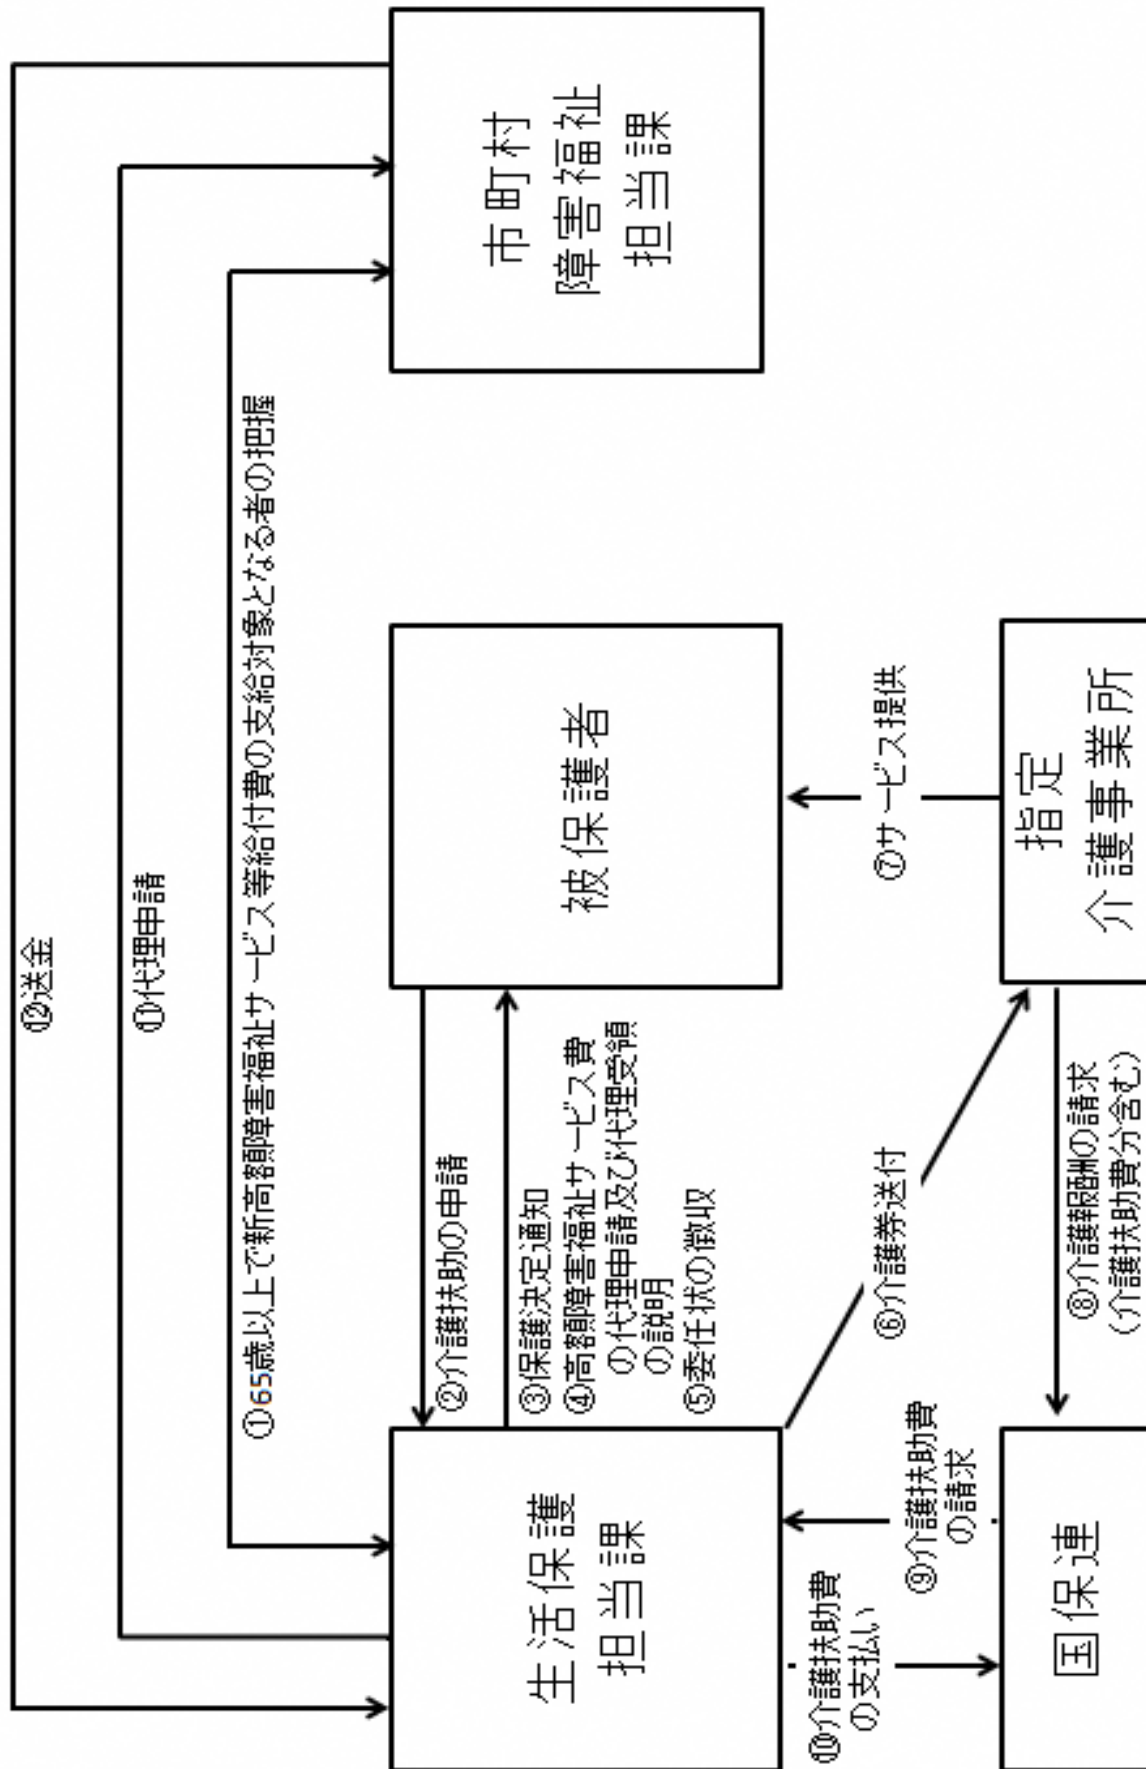 ⑫送金
⑪代理申請
①65歳以上で新高額障害福祉サービス等給付費の支給対象となる者の把握
生活保護
担当課
②介護扶助の申請
③保護決定通知
④高額障害福祉サービス費
の代理申請及び代理受領
の説明
⑤委任状の徴収
被保護者
市町村
障害福祉
担当課
⑩介護扶助費
の支払い
⑨介護扶助費
の請求
⑥介護券送付
⑦サービス提供
国保連
⑧介護報酬の請求
(介護扶助費分含む)
指定
介護事業所